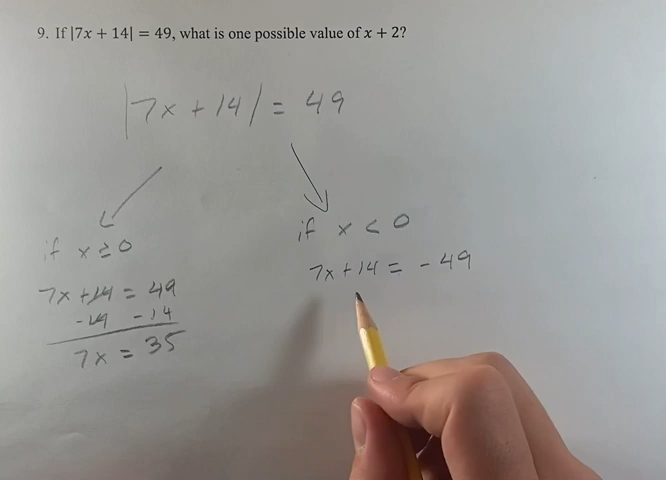 9. If |7x + 14| = 49, what is one possible value of x + 2?
|7x + 14| = 49
if x ≥ 0
7x + 14 = 49
-14 -14
7x = 35
if x < 0
7x + 14 = - 49